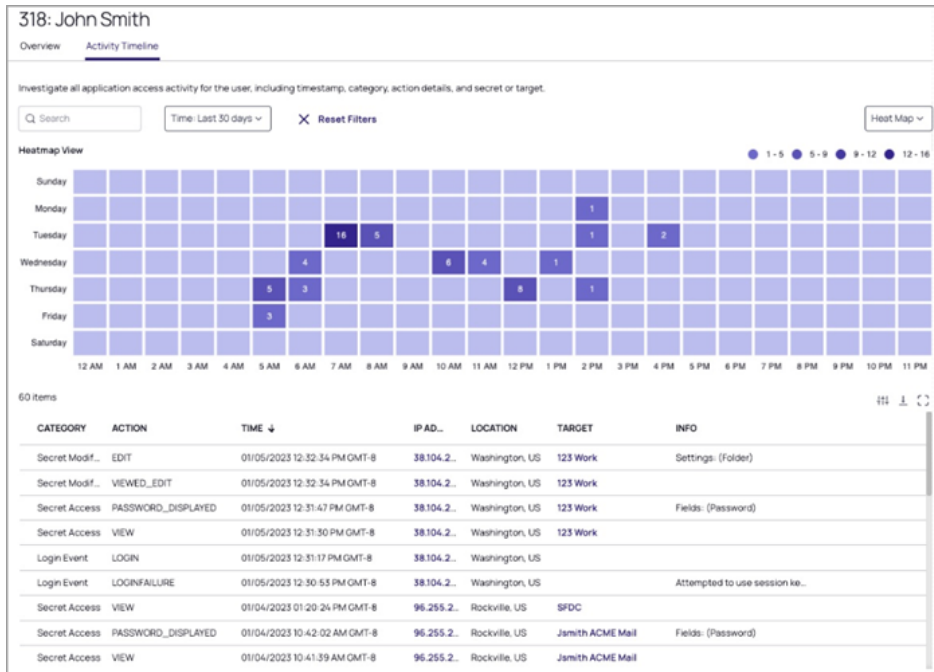 318: John Smith
Overview Activity Timeline
Investigate all application access activity for the user, including timestamp, category, action details, and secret or target.
Search Time: Last 30 days Reset Filters Heat Map
Heatmap View 1 - 5 5 - 9 9 - 12 12 - 16
Sunday
Monday 1
Tuesday 16 5 1 2
Wednesday 4 6 4 1
Thursday 5 3 8 1
Friday 3
Saturday
12 AM 1 AM 2 AM 3 AM 4 AM 5 AM 6 AM 7 AM 8 AM 9 AM 10 AM 11 AM 12 PM 1 PM 2 PM 3 PM 4 PM 5 PM 6 PM 7 PM 8 PM 9 PM 10 PM 11 PM
60 items
CATEGORY ACTION TIME IP AD... LOCATION TARGET INFO
Secret Modif... EDIT 01/05/2023 12:32:34 PM GMT-8 38.104.2... Washington, US 123 Work Settings: (Folder)
Secret Modif... VIEWED_EDIT 01/05/2023 12:32:34 PM GMT-8 38.104.2... Washington, US 123 Work
Secret Access PASSWORD_DISPLAYED 01/05/2023 12:31:47 PM GMT-8 38.104.2... Washington, US 123 Work Fields: (Password)
Secret Access VIEW 01/05/2023 12:31:30 PM GMT-8 38.104.2... Washington, US 123 Work
Login Event LOGIN 01/05/2023 12:31:17 PM GMT-8 38.104.2... Washington, US
Login Event LOGINFAILURE 01/05/2023 12:30:53 PM GMT-8 38.104.2... Washington, US Attempted to use session ke...
Secret Access VIEW 01/04/2023 01:20:24 PM GMT-8 96.255.2... Rockville, US SFDC
Secret Access PASSWORD_DISPLAYED 01/04/2023 10:42:02 AM GMT-8 96.255.2... Rockville, US Jsmith ACME Mail Fields: (Password)
Secret Access VIEW 01/04/2023 10:41:39 AM GMT-8 96.255.2... Rockville, US Jsmith ACME Mail